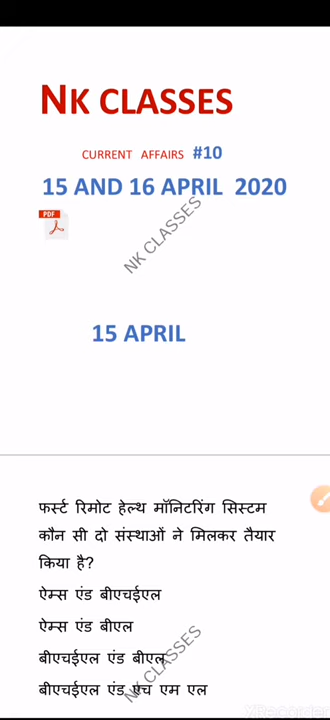 NK CLASSES
CURRENT AFFAIRS #10
15 AND 16 APRIL 2020
PDF
NK CLASSES
15 APRIL
फर्स्ट रिमोट हेल्थ मॉनिटरिंग सिस्टम
कौन सी दो संस्थाओं ने मिलकर तैयार
किया है?
ऐम्स एंड बीएचईएल
ऐम्स एंड बीएल
बीएचईएल एंड बीएल
बीएचईएल एंड एच एम एल
NK CLASSES
XRecorder